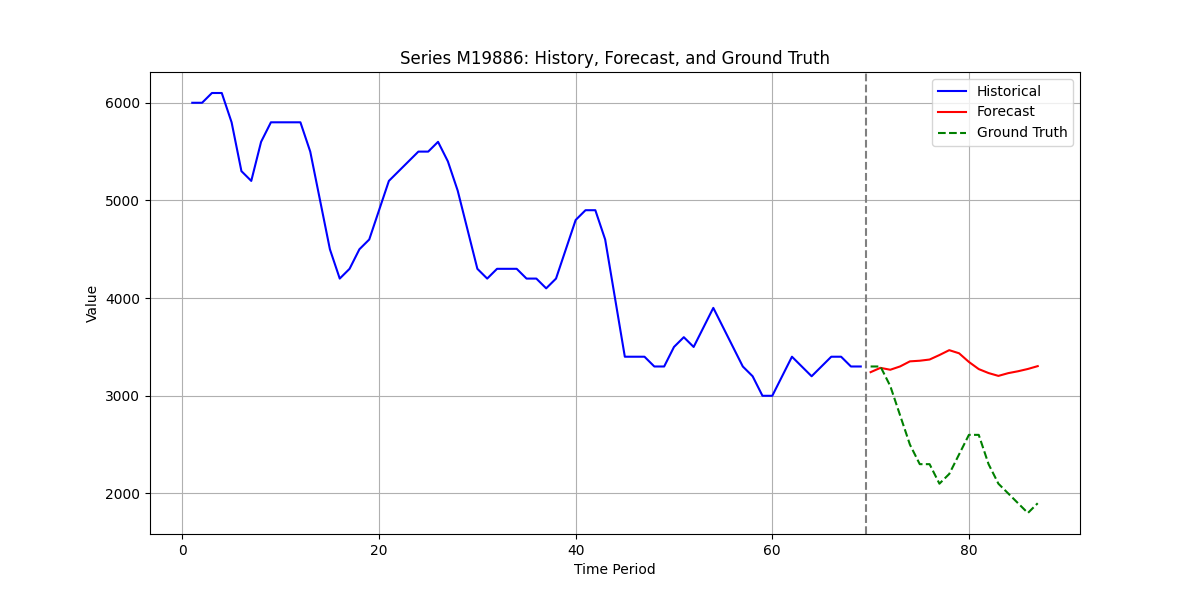 Series M19886: History, Forecast, and Ground Truth
Historical
Forecast
Ground Truth
6000
5000
4000
3000
2000
Value
0 20 40 60 80
Time Period